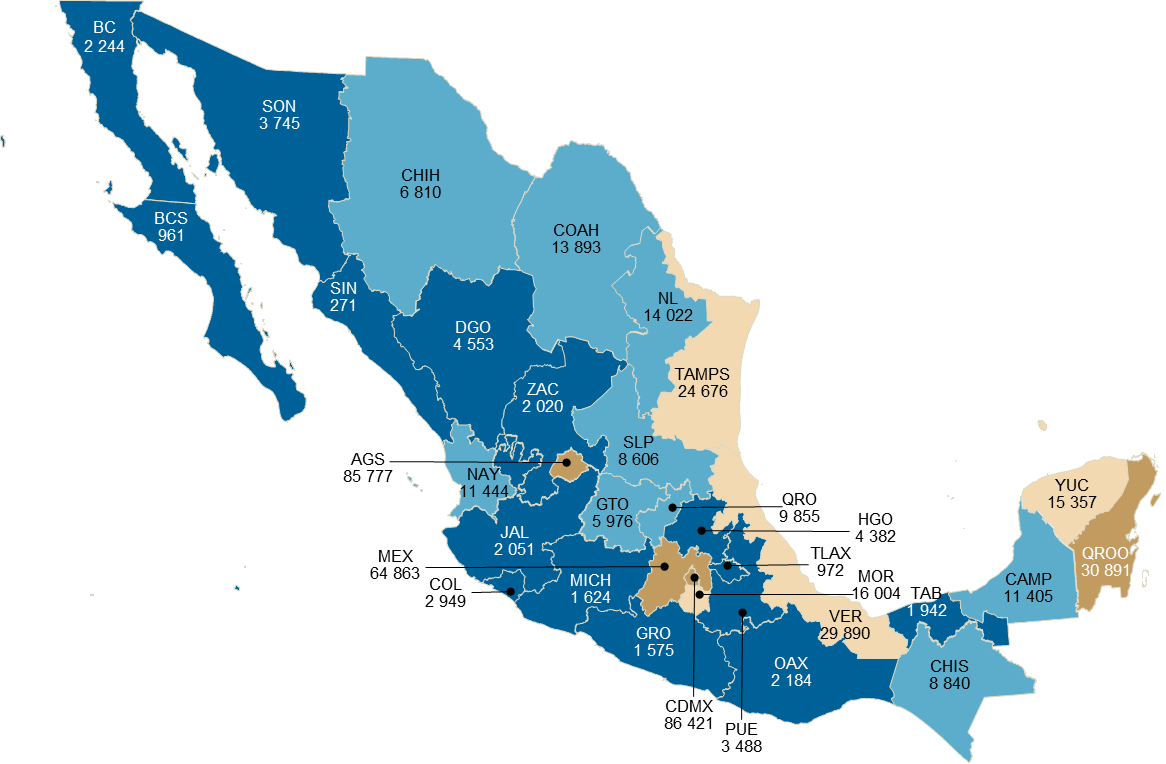 BC
2 244
SON
3 745
CHIH
6 810
BCS
961
COAH
13 893
SIN
271
NL
14 022
DGO
4 553
TAMPS
24 676
ZAC
2 020
SLP
8 606
AGS
85 777
NAY
11 444
YUC
15 357
GTO
5 976
QRO
9 855
HGO
4 382
JAL
2 051
MEX
64 863
TLAX
972
QROO
30 891
COL
2 949
MICH
1 624
MOR
16 004
CAMP
11 405
TAB
1 942
VER
29 890
GRO
1 575
OAX
2 184
CHIS
8 840
CDMX
86 421
PUE
3 488